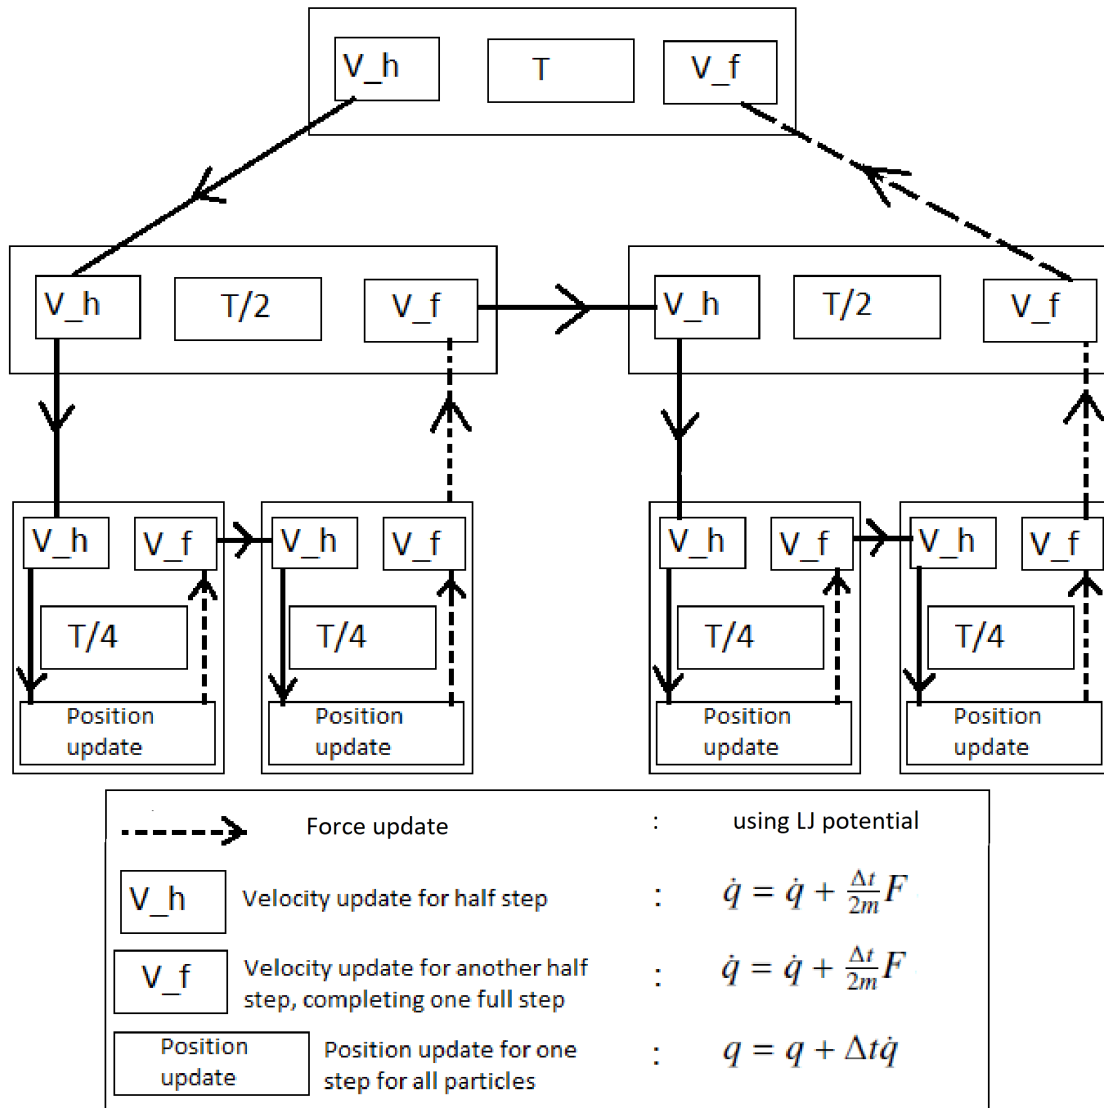 V_h T V_f
V_h T/2 V_f V_h T/2 V_f
V_h V_f V_h V_f V_h V_f V_h V_f
T/4 T/4 T/4 T/4
Position update
Position update
Position update
Position update
Force update : using LJ potential
V_h Velocity update for half step : q̇ = q̇ + Δt/2m F
V_f Velocity update for another half
step, completing one full step : q̇ = q̇ + Δt/2m F
Position Position update for one
update step for all particles : q = q + Δtq̇